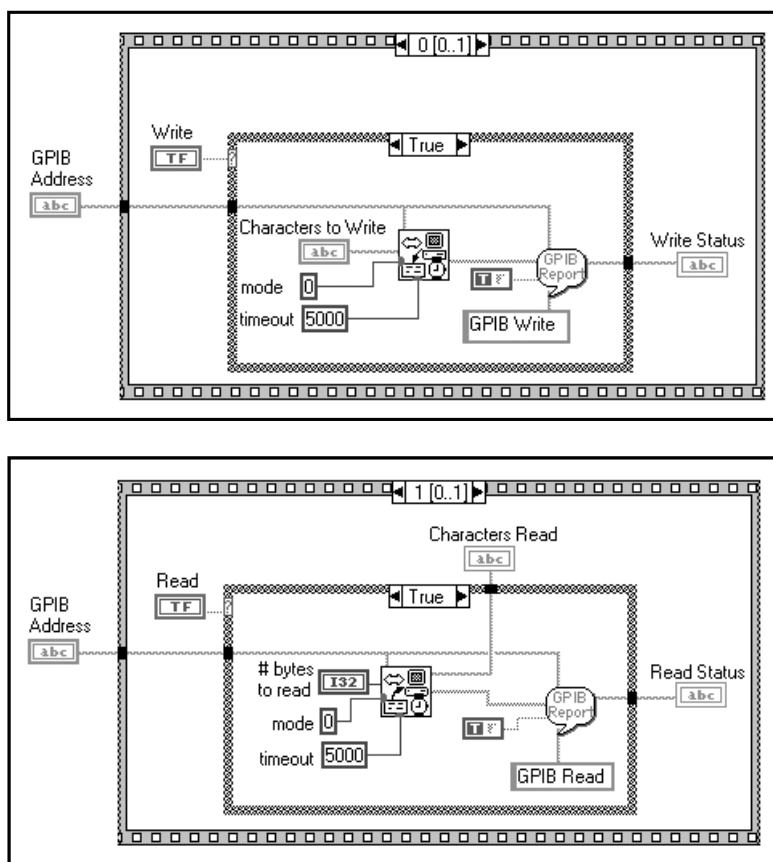 0 [0..1]
Write
TF
?
True
GPIB
Address
abc
Characters to Write
abc
mode 0
timeout 5000
GPIB
Report
T F
GPIB Write
Write Status
abc
1 [0..1]
Characters Read
abc
Read
TF
?
True
GPIB
Address
abc
# bytes
to read I32
mode 0
timeout 5000
GPIB
Report
T F
GPIB Read
Read Status
abc